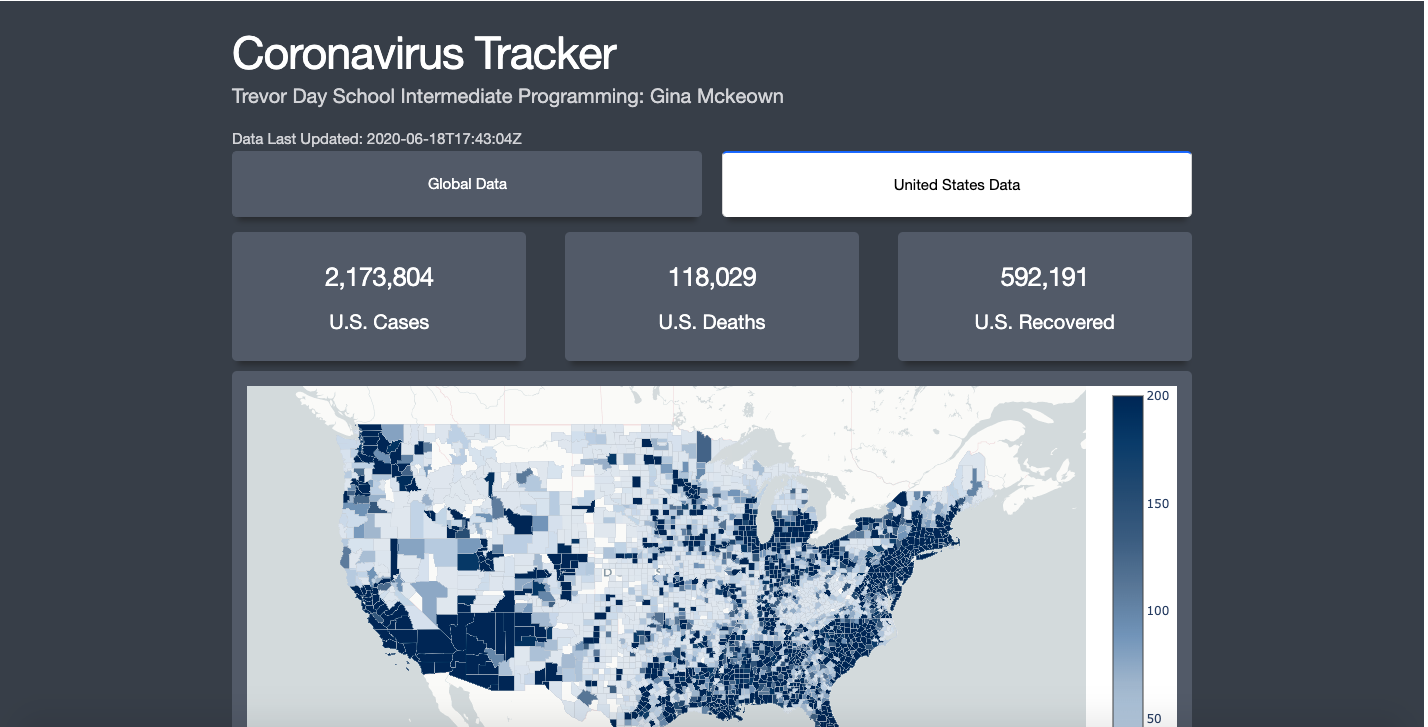 Coronavirus Tracker
Trevor Day School Intermediate Programming: Gina Mckeown
Data Last Updated: 2020-06-18T17:43:04Z
Global Data
United States Data
2,173,804
118,029
592,191
U.S. Cases
U.S. Deaths
U.S. Recovered
200
150
100
50